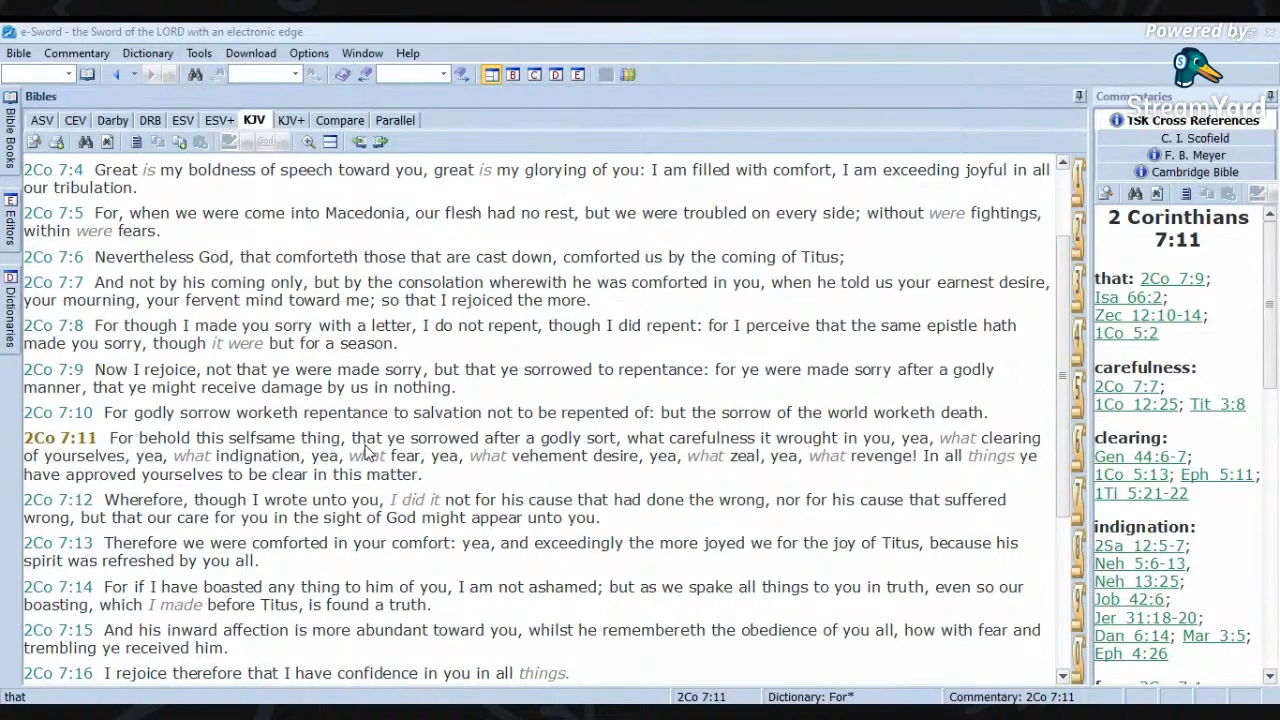 e-Sword - the Sword of the LORD with an electronic edge
Powered by
Bible Commentary Dictionary Tools Download Options Window Help
StreamYard
B C D E
Bibles
Commentaries
ASV CEV Darby DRB ESV ESV+ KJV KJV+ Compare Parallel
TSK Cross References
C. I. Scofield
F. B. Meyer
Cambridge Bible
God
Bible Books
Editors
Dictionaries
2Co 7:4 Great is my boldness of speech toward you, great is my glorying of you: I am filled with comfort, I am exceeding joyful in all
our tribulation.
2Co 7:5 For, when we were come into Macedonia, our flesh had no rest, but we were troubled on every side; without were fightings,
within were fears.
2Co 7:6 Nevertheless God, that comforteth those that are cast down, comforted us by the coming of Titus;
2Co 7:7 And not by his coming only, but by the consolation wherewith he was comforted in you, when he told us your earnest desire,
your mourning, your fervent mind toward me; so that I rejoiced the more.
2Co 7:8 For though I made you sorry with a letter, I do not repent, though I did repent: for I perceive that the same epistle hath
made you sorry, though it were but for a season.
2Co 7:9 Now I rejoice, not that ye were made sorry, but that ye sorrowed to repentance: for ye were made sorry after a godly
manner, that ye might receive damage by us in nothing.
2Co 7:10 For godly sorrow worketh repentance to salvation not to be repented of: but the sorrow of the world worketh death.
2Co 7:11 For behold this selfsame thing, that ye sorrowed after a godly sort, what carefulness it wrought in you, yea, what clearing
of yourselves, yea, what indignation, yea, what fear, yea, what vehement desire, yea, what zeal, yea, what revenge! In all things ye
have approved yourselves to be clear in this matter.
2Co 7:12 Wherefore, though I wrote unto you, I did it not for his cause that had done the wrong, nor for his cause that suffered
wrong, but that our care for you in the sight of God might appear unto you.
2Co 7:13 Therefore we were comforted in your comfort: yea, and exceedingly the more joyed we for the joy of Titus, because his
spirit was refreshed by you all.
2Co 7:14 For if I have boasted any thing to him of you, I am not ashamed; but as we spake all things to you in truth, even so our
boasting, which I made before Titus, is found a truth.
2Co 7:15 And his inward affection is more abundant toward you, whilst he remembereth the obedience of you all, how with fear and
trembling ye received him.
2Co 7:16 I rejoice therefore that I have confidence in you in all things.
2 Corinthians
7:11
that: 2Co 7:9;
Isa 66:2;
Zec 12:10-14;
1Co 5:2
carefulness:
2Co 7:7;
1Co 12:25; Tit 3:8
clearing:
Gen 44:6-7;
1Co 5:13; Eph 5:11;
1Ti 5:21-22
indignation:
2Sa 12:5-7;
Neh 5:6-13,
Neh 13:25;
Job 42:6;
Jer 31:18-20;
Dan 6:14; Mar 3:5;
Eph 4:26
that
2Co 7:11
Dictionary: For*
Commentary: 2Co 7:11